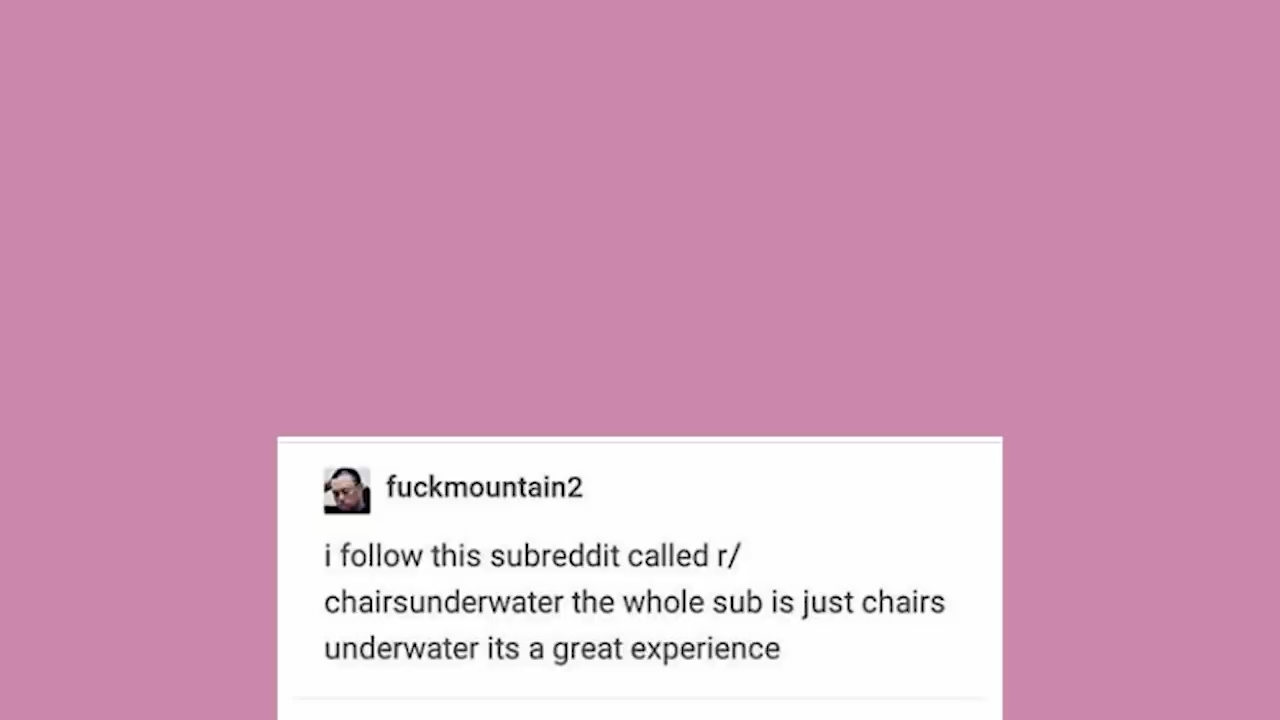 fuckmountain2
i follow this subreddit called r/
chairsunderwater the whole sub is just chairs
underwater its a great experience